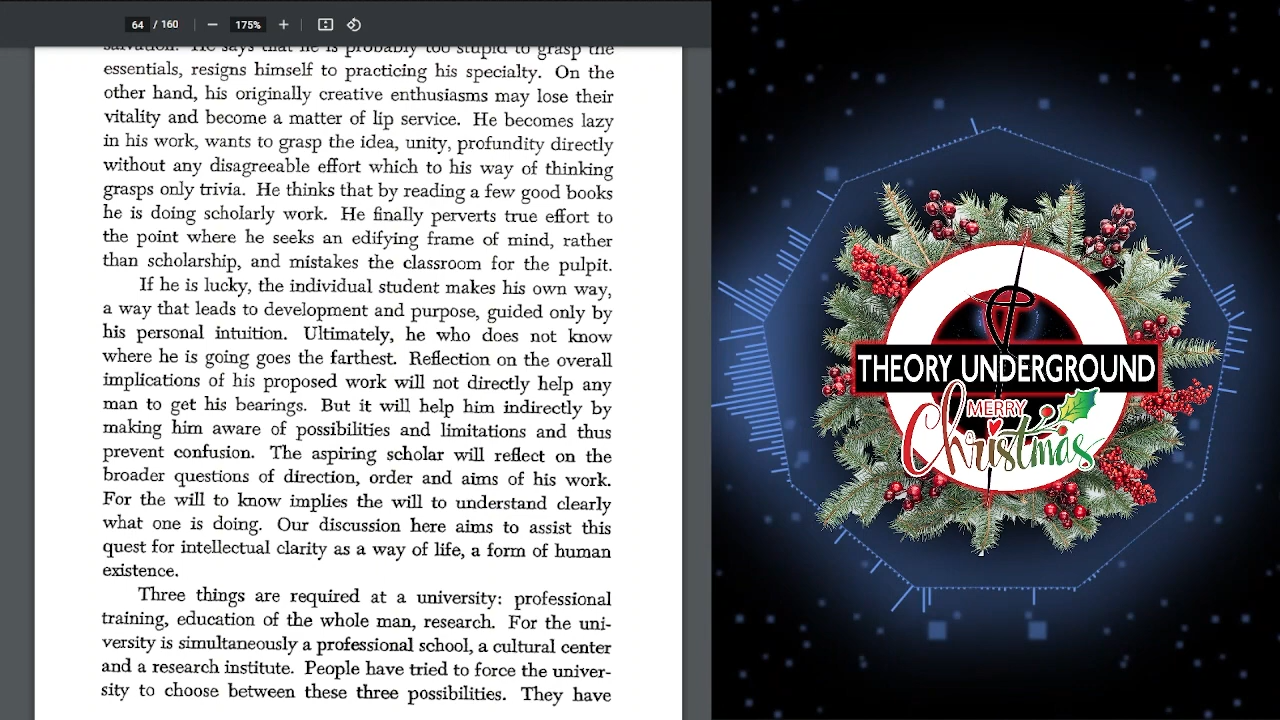 64 / 160 — 175% +
salvation. He says that he is probably too stupid to grasp the
essentials, resigns himself to practicing his specialty. On the
other hand, his originally creative enthusiasms may lose their
vitality and become a matter of lip service. He becomes lazy
in his work, wants to grasp the idea, unity, profundity directly
without any disagreeable effort which to his way of thinking
grasps only trivia. He thinks that by reading a few good books
he is doing scholarly work. He finally perverts true effort to
the point where he seeks an edifying frame of mind, rather
than scholarship, and mistakes the classroom for the pulpit.
If he is lucky, the individual student makes his own way,
a way that leads to development and purpose, guided only by
his personal intuition. Ultimately, he who does not know
where he is going goes the farthest. Reflection on the overall
implications of his proposed work will not directly help any
man to get his bearings. But it will help him indirectly by
making him aware of possibilities and limitations and thus
prevent confusion. The aspiring scholar will reflect on the
broader questions of direction, order and aims of his work.
For the will to know implies the will to understand clearly
what one is doing. Our discussion here aims to assist this
quest for intellectual clarity as a way of life, a form of human
existence.
Three things are required at a university: professional
training, education of the whole man, research. For the uni-
versity is simultaneously a professional school, a cultural center
and a research institute. People have tried to force the univer-
sity to choose between these three possibilities. They have
THEORY UNDERGROUND
MERRY
Christmas